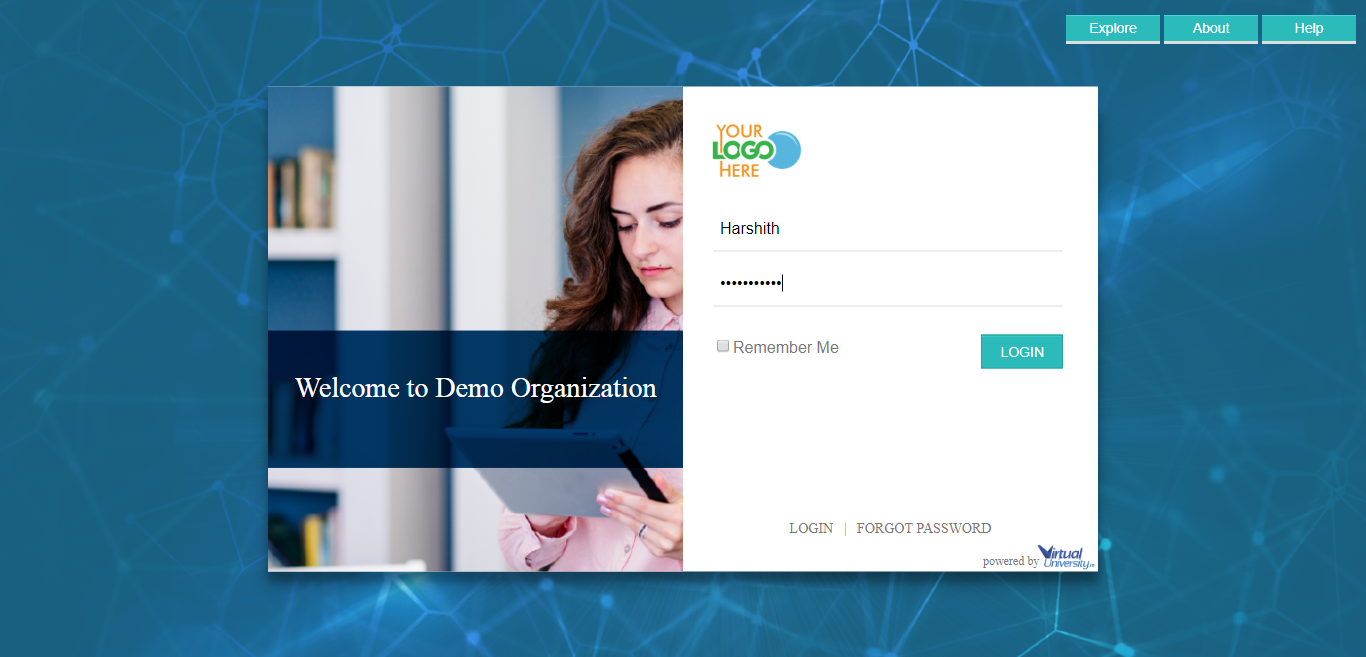 Explore
About
Help
YOUR
LOGO
HERE
Harshith
•••••••••••
Remember Me
LOGIN
Welcome to Demo Organization
LOGIN | FORGOT PASSWORD
powered by Virtual
University